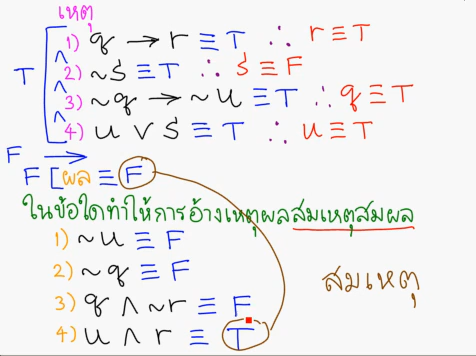 เหตุ
1) q → r ≡ T ∴ r ≡ T
T 2) ~s ≡ T ∴ s ≡ F
3) ~q → ~u ≡ T ∴ q ≡ T
4) u ∨ s ≡ T ∴ u ≡ T
F →
F [ผล ≡ F
ในข้อใดทำให้การอ้างเหตุผลสมเหตุสมผล
1) ~u ≡ F
2) ~q ≡ F
3) q ∧ ~r ≡ F
4) u ∧ r ≡ T
สมเหตุ